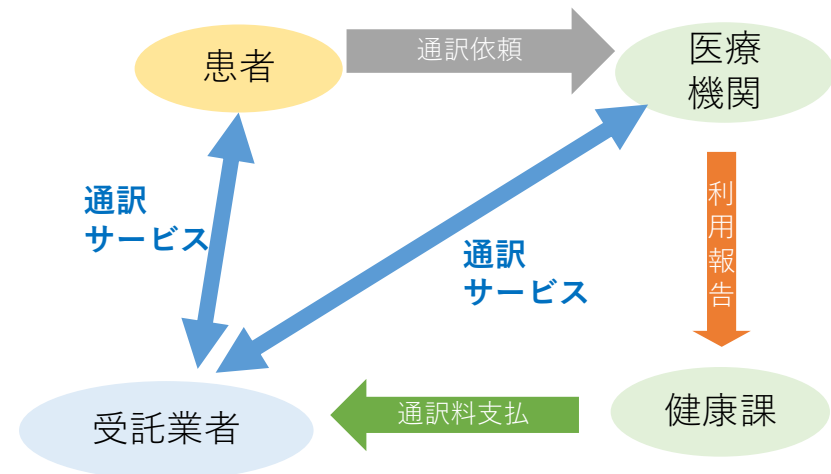 患者
通訳依頼
医療
機関
通訳
サービス
通訳
サービス
利用報告
受託業者
通訳料支払
健康課